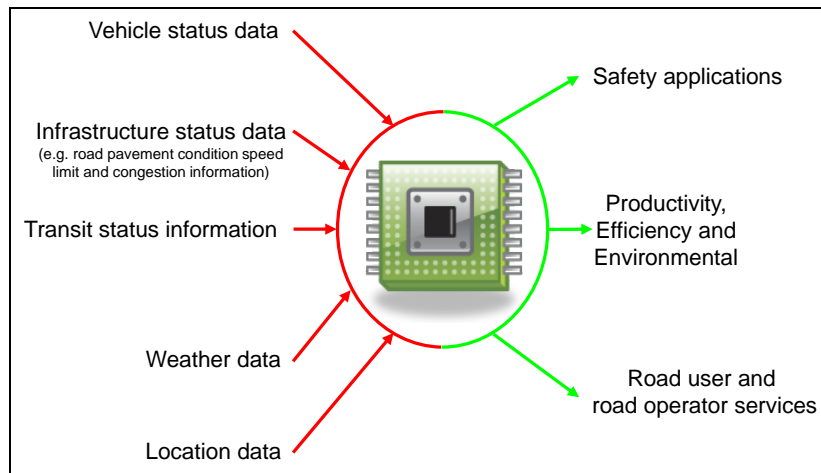 Vehicle status data
Infrastructure status data
(e.g. road pavement condition speed
limit and congestion information)
Transit status information
Weather data
Location data
Safety applications
Productivity,
Efficiency and
Environmental
Road user and
road operator services